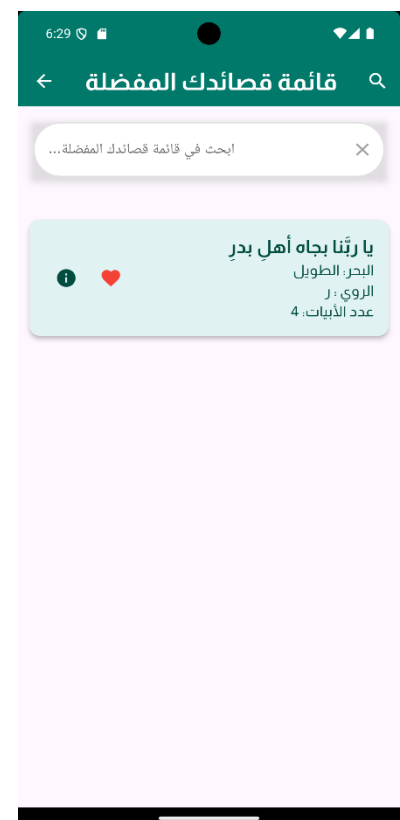 6:29
قائمة قصائدك المفضلة
ابحث في قائمة قصائدك المفضلة...
يا ربَّنا بجاه أهلِ بدرِ
البحر: الطويل
الروي : ر
عدد الأبيات: 4